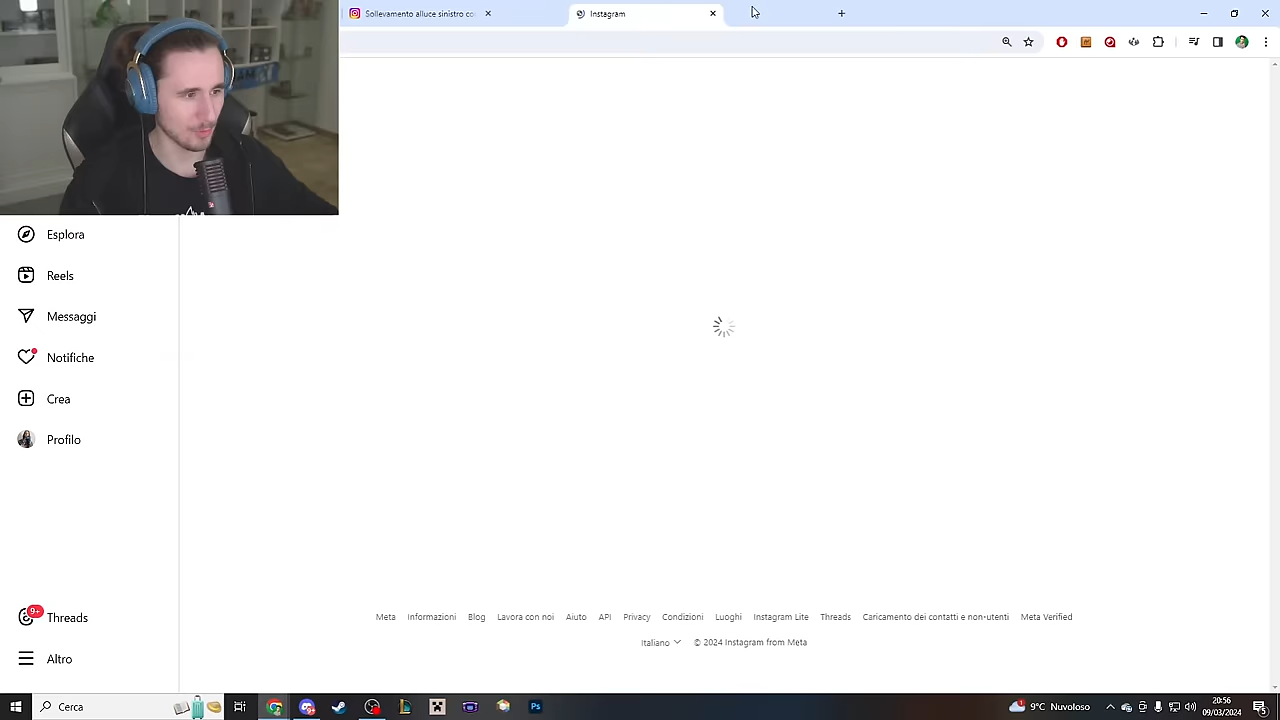 Sollevamento alluce sinistro co
Instagram
Esplora
Reels
Messaggi
Notifiche
Crea
Profilo
9+
Threads
Altro
Meta Informazioni Blog Lavora con noi Aiuto API Privacy Condizioni Luoghi Instagram Lite Threads Caricamento dei contatti e non-utenti Meta Verified
Italiano © 2024 Instagram from Meta
Cerca
9°C Nuvoloso
20:56
09/03/2024